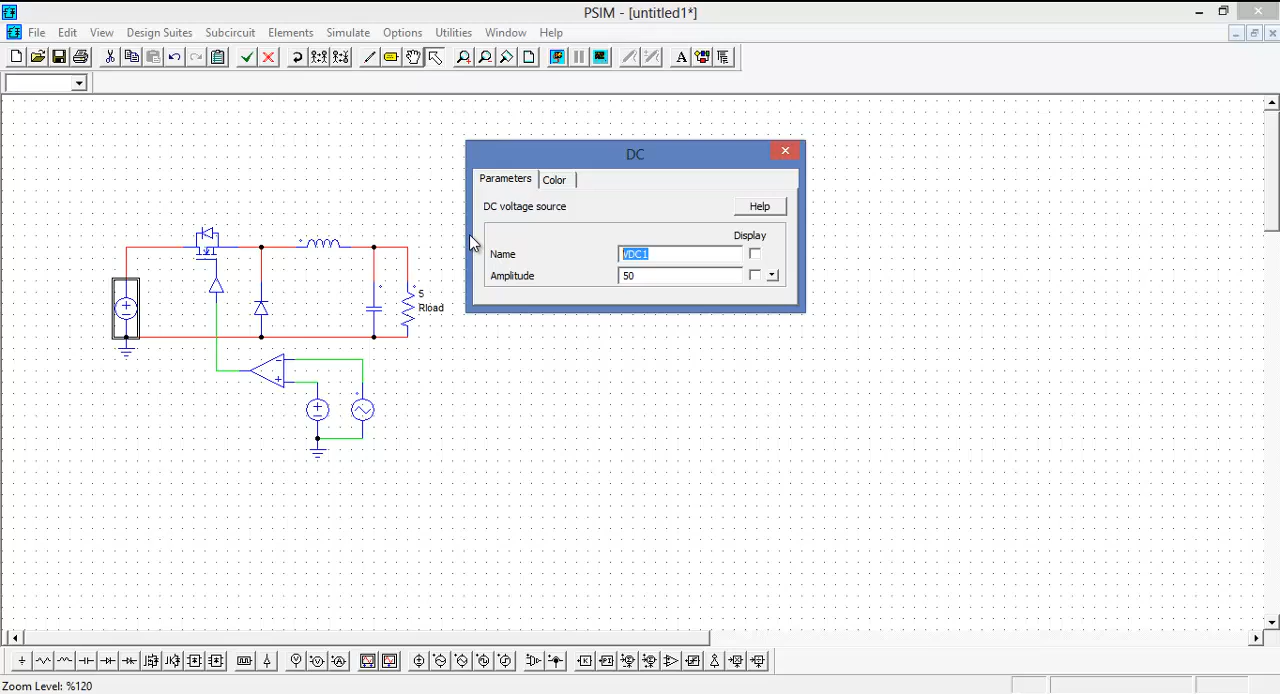 PSIM - [untitled1*]
File Edit View Design Suites Subcircuit Elements Simulate Options Utilities Window Help
DC
Parameters Color
DC voltage source Help
Display
Name VDC1
Amplitude 50
5
Rload
Zoom Level: %120